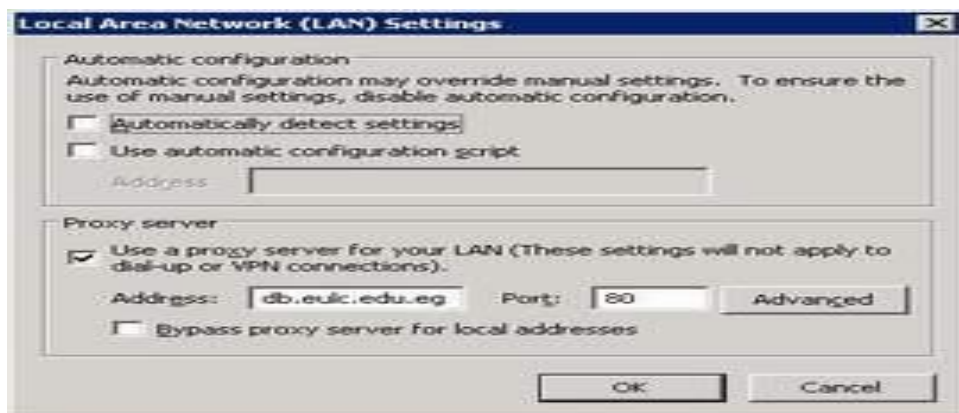 Local Area Network (LAN) Settings
Automatic configuration
Automatic configuration may override manual settings. To ensure the
use of manual settings, disable automatic configuration.
Automatically detect settings
Use automatic configuration script
Address
Proxy server
Use a proxy server for your LAN (These settings will not apply to
dial-up or VPN connections).
Address: db.eulc.edu.eg Port: 80 Advanced
Bypass proxy server for local addresses
OK Cancel